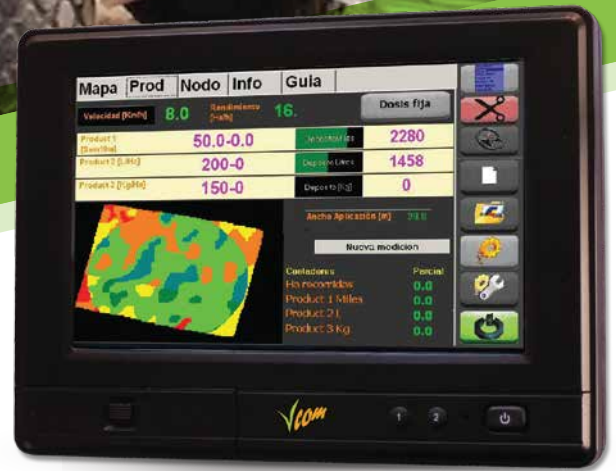 Mapa Prod Nodo Info Guia
Velocidad [Km/h] 8.0 Rendimiento [Ha/h] 16. Dosis fija
Product 1 50.0-0.0 2280
Product 2 200-0 Deposito Litros 1458
Product 3 [Kg/Ha] 150-0 Deposito [Kg] 0
Ancho Aplicación [m]
Nueva medicion
Contadores Parcial
Ha recorridas 0.0
Product 1 Miles 0.0
Product 2 L 0.0
Product 3 Kg 0.0
Vcom
1 2